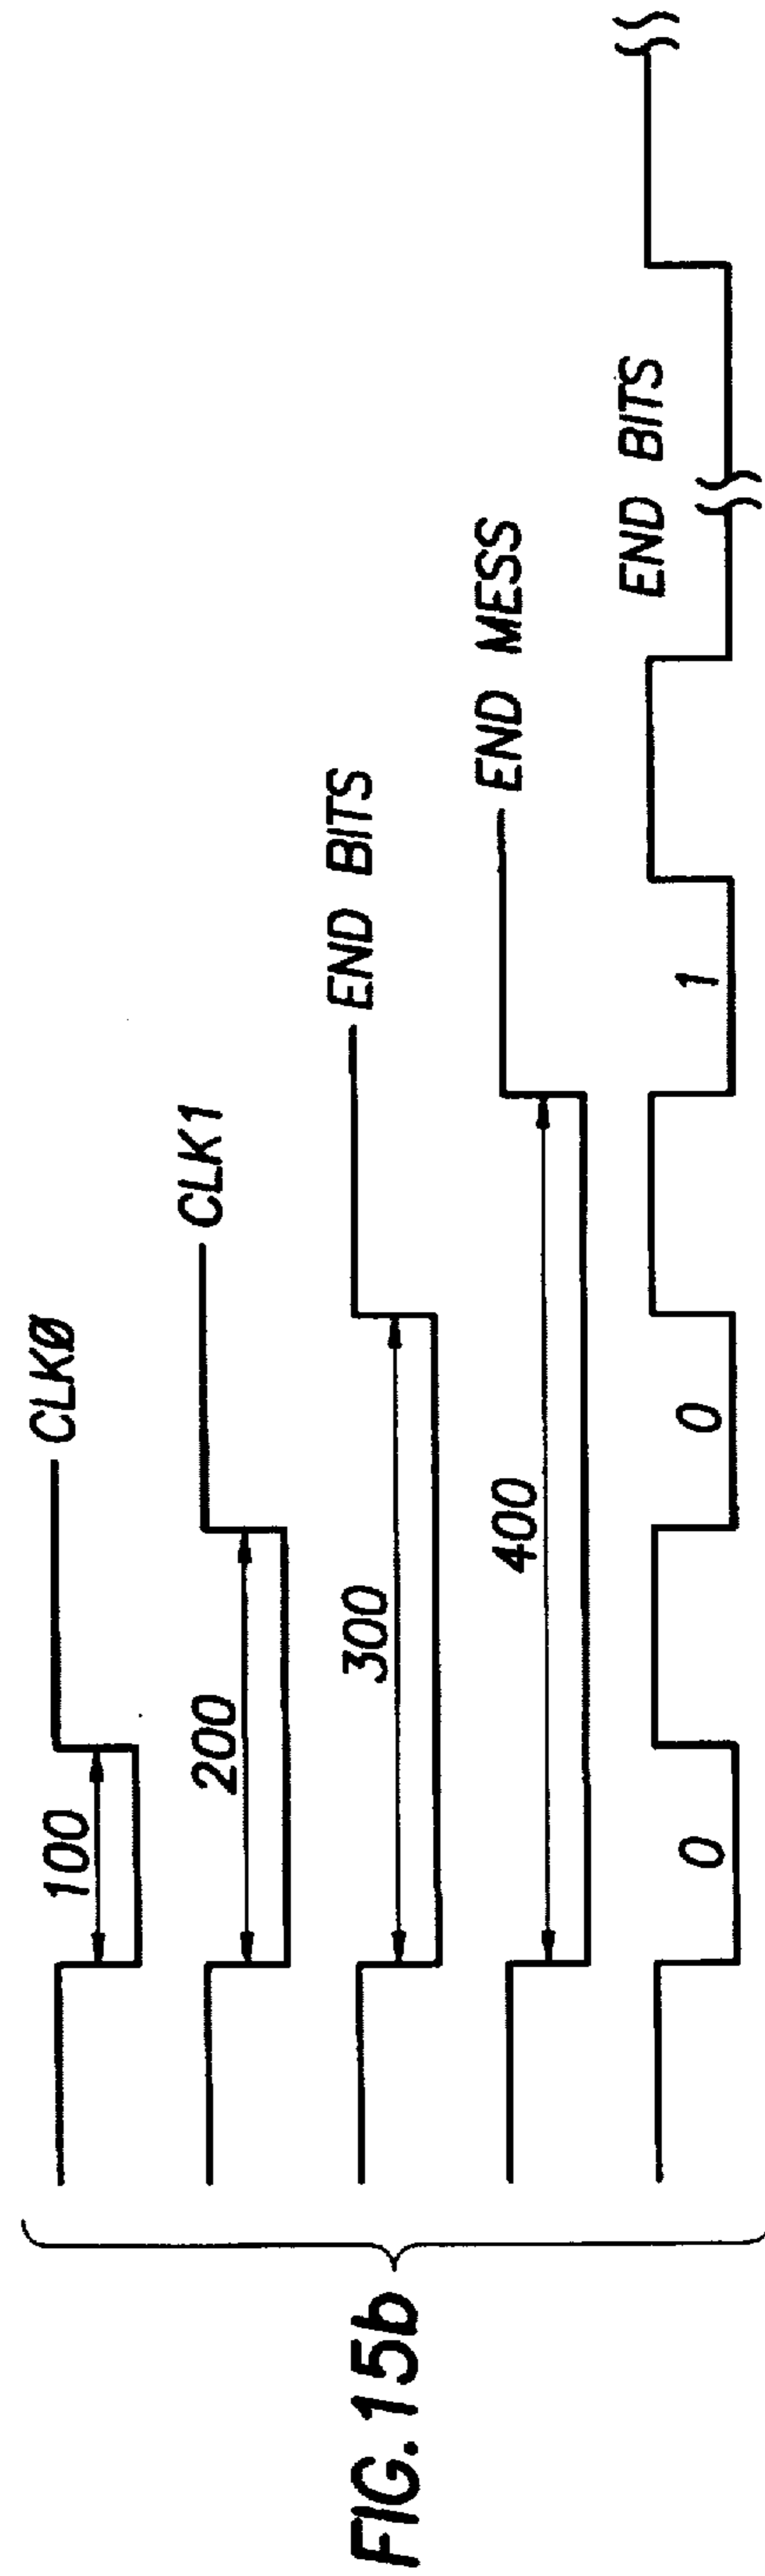 100
CLKØ
200
CLK1
300
END BITS
400
END MESS
0
0
1
END BITS
FIG. 15b